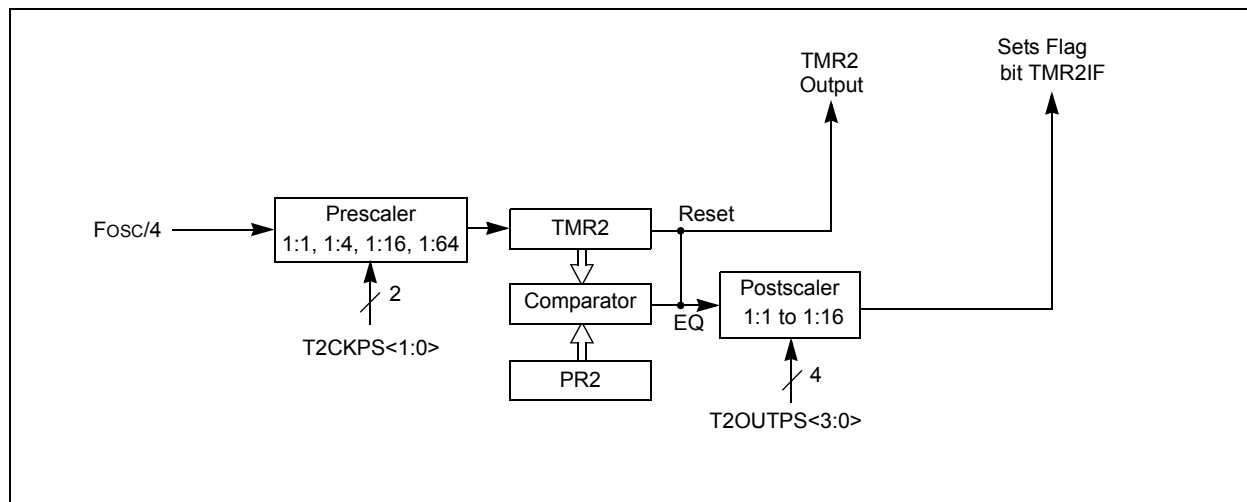 TMR2
Output
Sets Flag
bit TMR2IF
FOSC/4
Prescaler
1:1, 1:4, 1:16, 1:64
2
T2CKPS<1:0>
TMR2
Reset
Comparator
EQ
PR2
Postscaler
1:1 to 1:16
4
T2OUTPS<3:0>